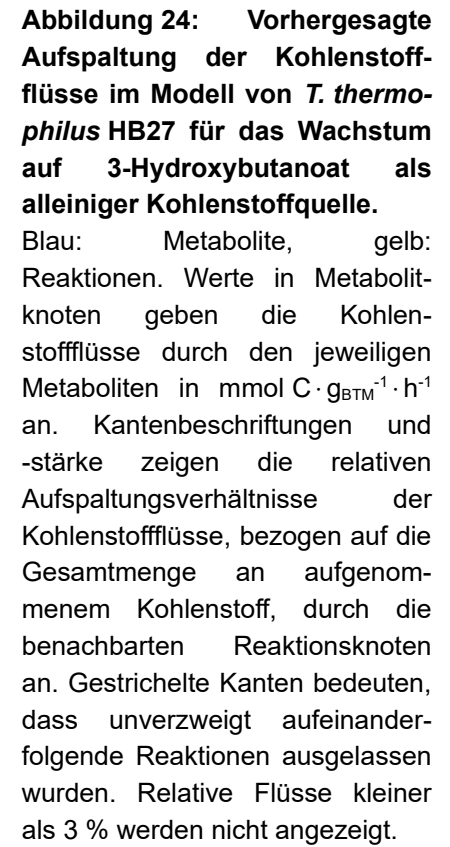 Abbildung 24: Vorhergesagte
Aufspaltung der Kohlenstoff-
flüsse im Modell von T. thermo-
philus HB27 für das Wachstum
auf 3-Hydroxybutanoat als
alleiniger Kohlenstoffquelle.
Blau: Metabolite, gelb:
Reaktionen. Werte in Metabolit-
knoten geben die Kohlen-
stoffflüsse durch den jeweiligen
Metaboliten in mmol C · g_BTM^-1 · h^-1
an. Kantenbeschriftungen und
-stärke zeigen die relativen
Aufspaltungsverhältnisse der
Kohlenstoffflüsse, bezogen auf die
Gesamtmenge an aufgenom-
menem Kohlenstoff, durch die
benachbarten Reaktionsknoten
an. Gestrichelte Kanten bedeuten,
dass unverzweigt aufeinander-
folgende Reaktionen ausgelassen
wurden. Relative Flüsse kleiner
als 3 % werden nicht angezeigt.